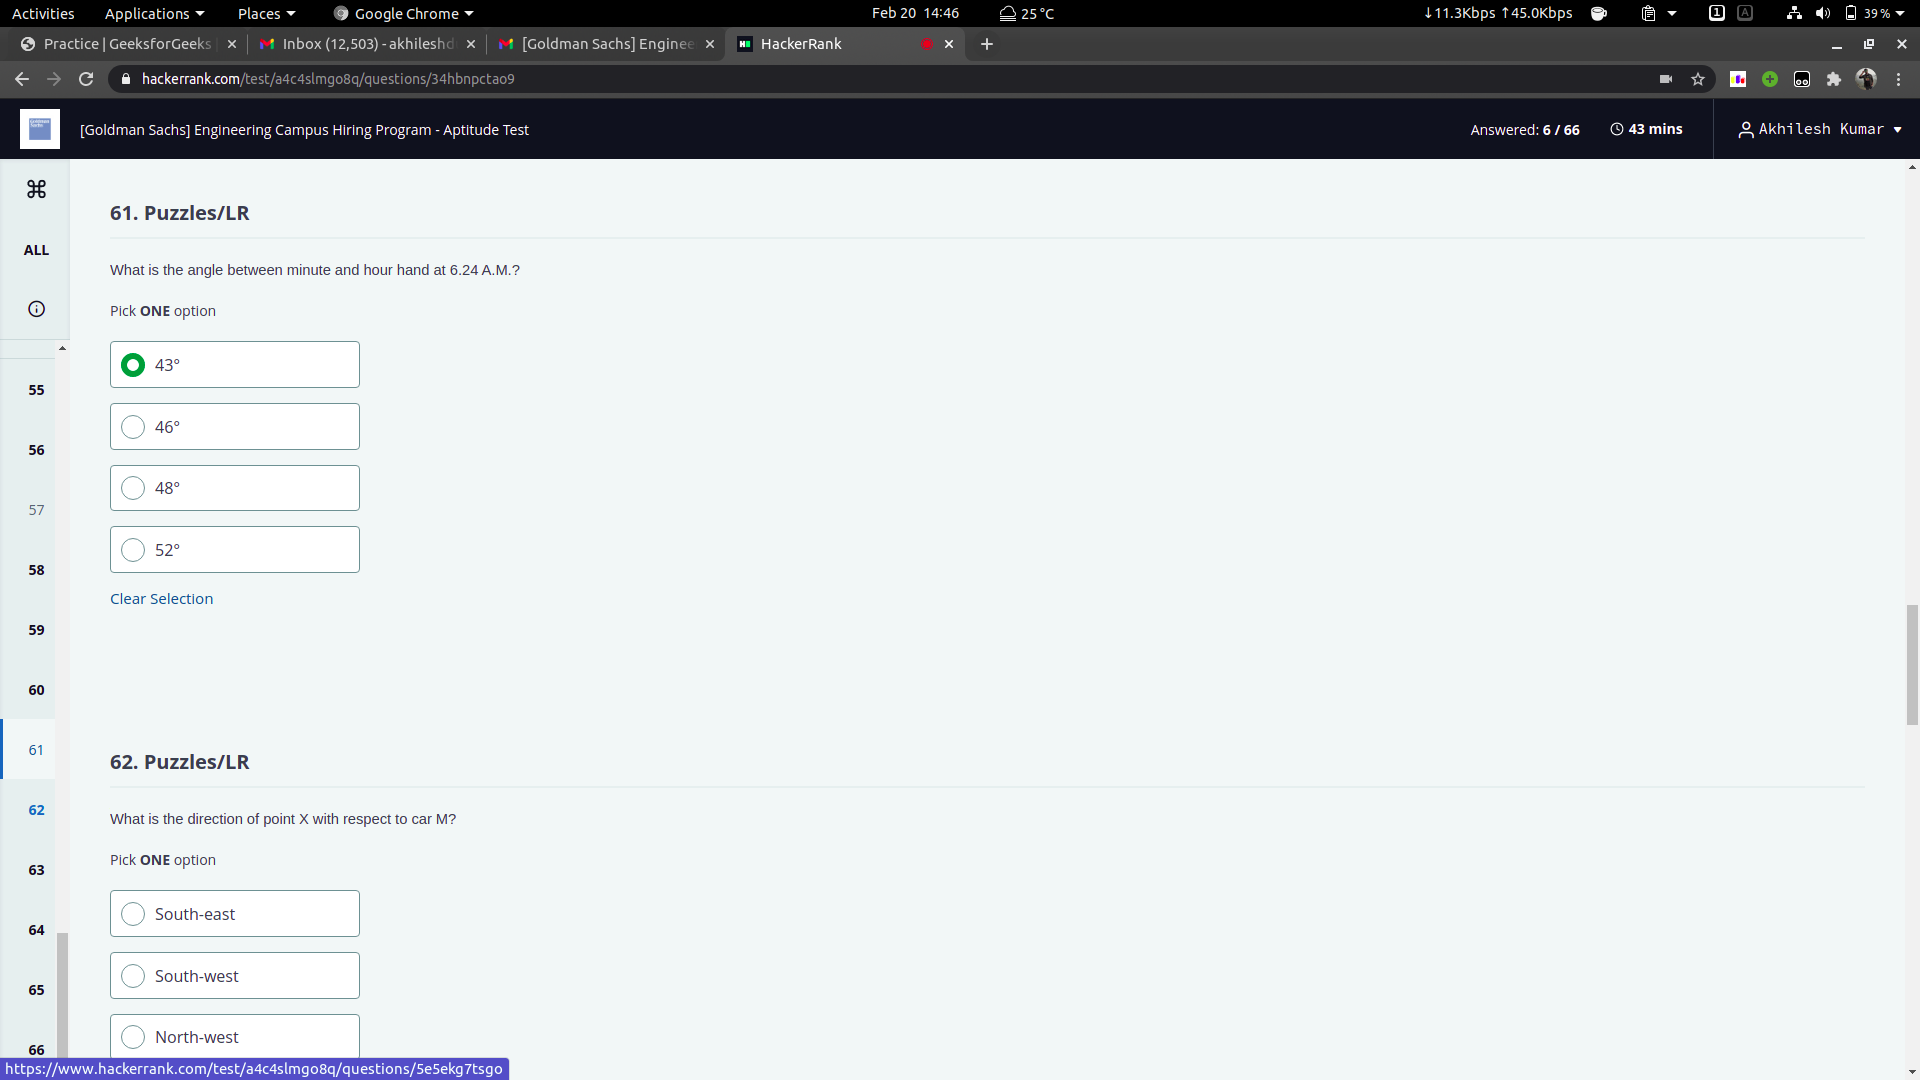 Activities Applications Places Google Chrome Feb 20 14:46 25 °C ↓11.3Kbps ↑45.0Kbps 1 A 39 %
Practice | GeeksforGeeks Inbox (12,503) - akhileshd [Goldman Sachs] Enginee HackerRank
hackerrank.com/test/a4c4slmgo8q/questions/34hbnpctao9
[Goldman Sachs] Engineering Campus Hiring Program - Aptitude Test Answered: 6 / 66 43 mins Akhilesh Kumar
ALL
55
56
57
58
59
60
61
62
63
64
65
66
61. Puzzles/LR
What is the angle between minute and hour hand at 6.24 A.M.?
Pick ONE option
43°
46°
48°
52°
Clear Selection
62. Puzzles/LR
What is the direction of point X with respect to car M?
Pick ONE option
South-east
South-west
North-west
https://www.hackerrank.com/test/a4c4slmgo8q/questions/5e5ekg7tsgo